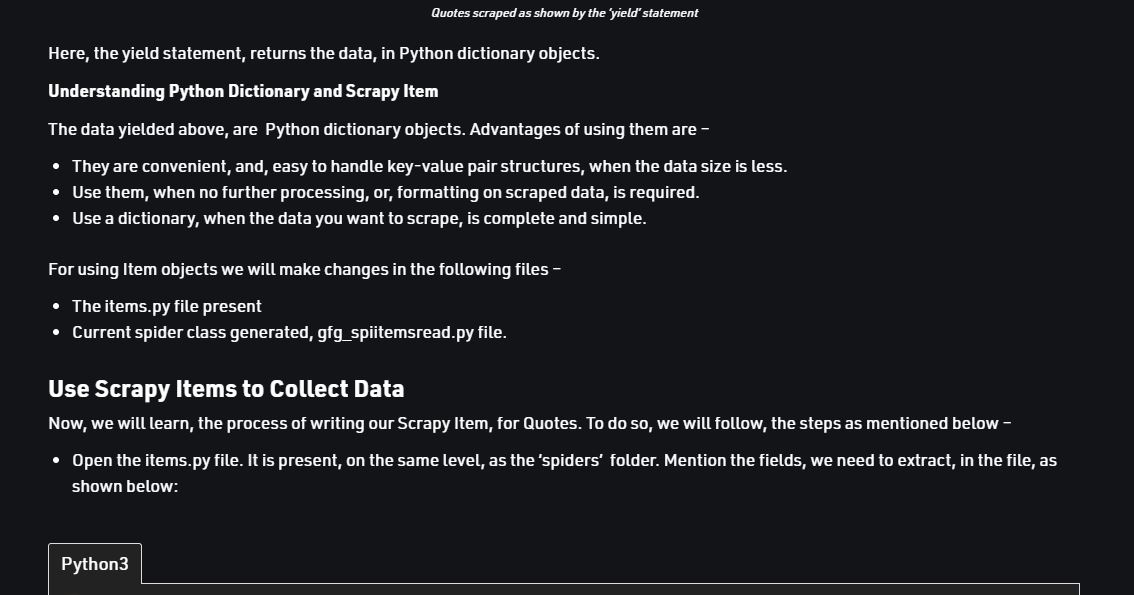 Quotes scraped as shown by the ‘yield’ statement
Here, the yield statement, returns the data, in Python dictionary objects.
Understanding Python Dictionary and Scrapy Item
The data yielded above, are  Python dictionary objects. Advantages of using them are –
• They are convenient, and, easy to handle key-value pair structures, when the data size is less.
• Use them, when no further processing, or, formatting on scraped data, is required.
• Use a dictionary, when the data you want to scrape, is complete and simple.
For using Item objects we will make changes in the following files –
• The items.py file present
• Current spider class generated, gfg_spiitemsread.py file.
Use Scrapy Items to Collect Data
Now, we will learn, the process of writing our Scrapy Item, for Quotes. To do so, we will follow, the steps as mentioned below –
• Open the items.py file. It is present, on the same level, as the ‘spiders’  folder. Mention the fields, we need to extract, in the file, as
shown below:
Python3